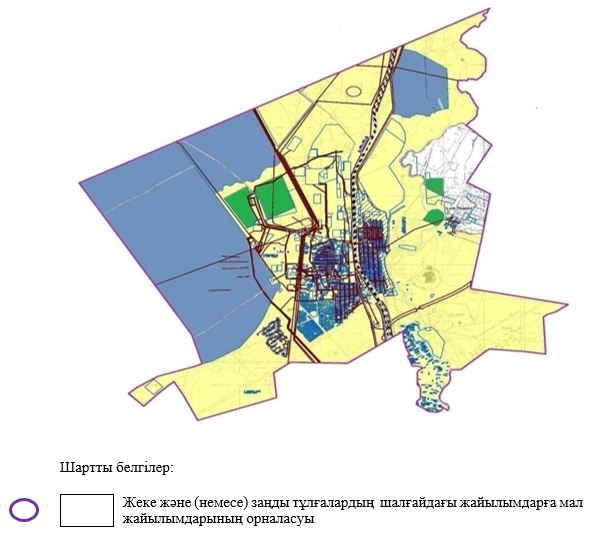 Шартты белгілер:
Жеке және (немесе) заңды тұлғалардың шалғайдағы жайылымдарға мал
жайылымдарының орналасуы